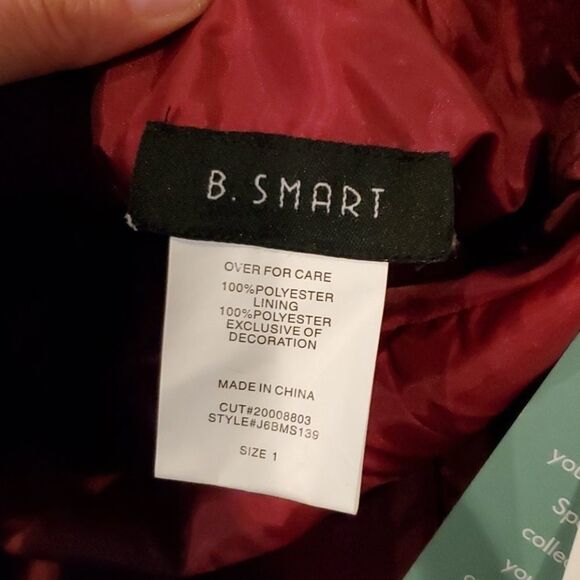 B. SMART
OVER FOR CARE
100%POLYESTER
LINING
100%POLYESTER
EXCLUSIVE OF
DECORATION
MADE IN CHINA
CUT#20008803
STYLE#J6BMS139
SIZE 1